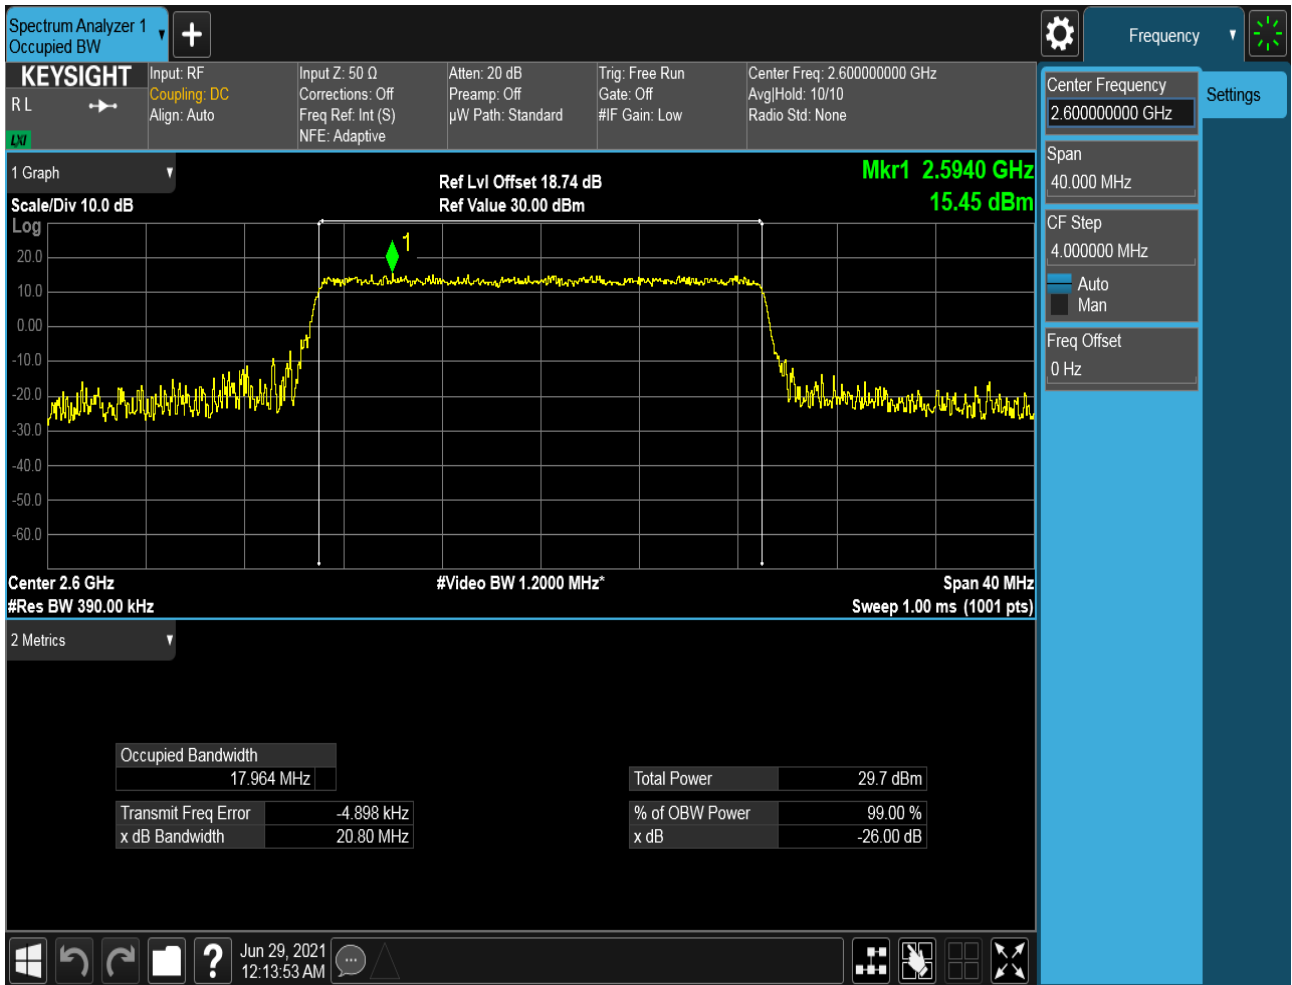 Spectrum Analyzer 1
Occupied BW
Frequency
KEYSIGHT
R L
LXI
Input: RF
Coupling: DC
Align: Auto
Input Z: 50 Ω
Corrections: Off
Freq Ref: Int (S)
NFE: Adaptive
Atten: 20 dB
Preamp: Off
µW Path: Standard
Trig: Free Run
Gate: Off
#IF Gain: Low
Center Freq: 2.600000000 GHz
Avg|Hold: 10/10
Radio Std: None
Center Frequency
2.600000000 GHz
Settings
Span
40.000 MHz
CF Step
4.000000 MHz
Auto
Man
Freq Offset
0 Hz
1 Graph
Scale/Div 10.0 dB
Log
Ref Lvl Offset 18.74 dB
Ref Value 30.00 dBm
Mkr1 2.5940 GHz
15.45 dBm
1
20.0
10.0
0.00
-10.0
-20.0
-30.0
-40.0
-50.0
-60.0
Center 2.6 GHz
#Res BW 390.00 kHz
#Video BW 1.2000 MHz*
Span 40 MHz
Sweep 1.00 ms (1001 pts)
2 Metrics
Occupied Bandwidth
17.964 MHz
Transmit Freq Error -4.898 kHz
x dB Bandwidth 20.80 MHz
Total Power 29.7 dBm
% of OBW Power 99.00 %
x dB -26.00 dB
?
Jun 29, 2021
12:13:53 AM